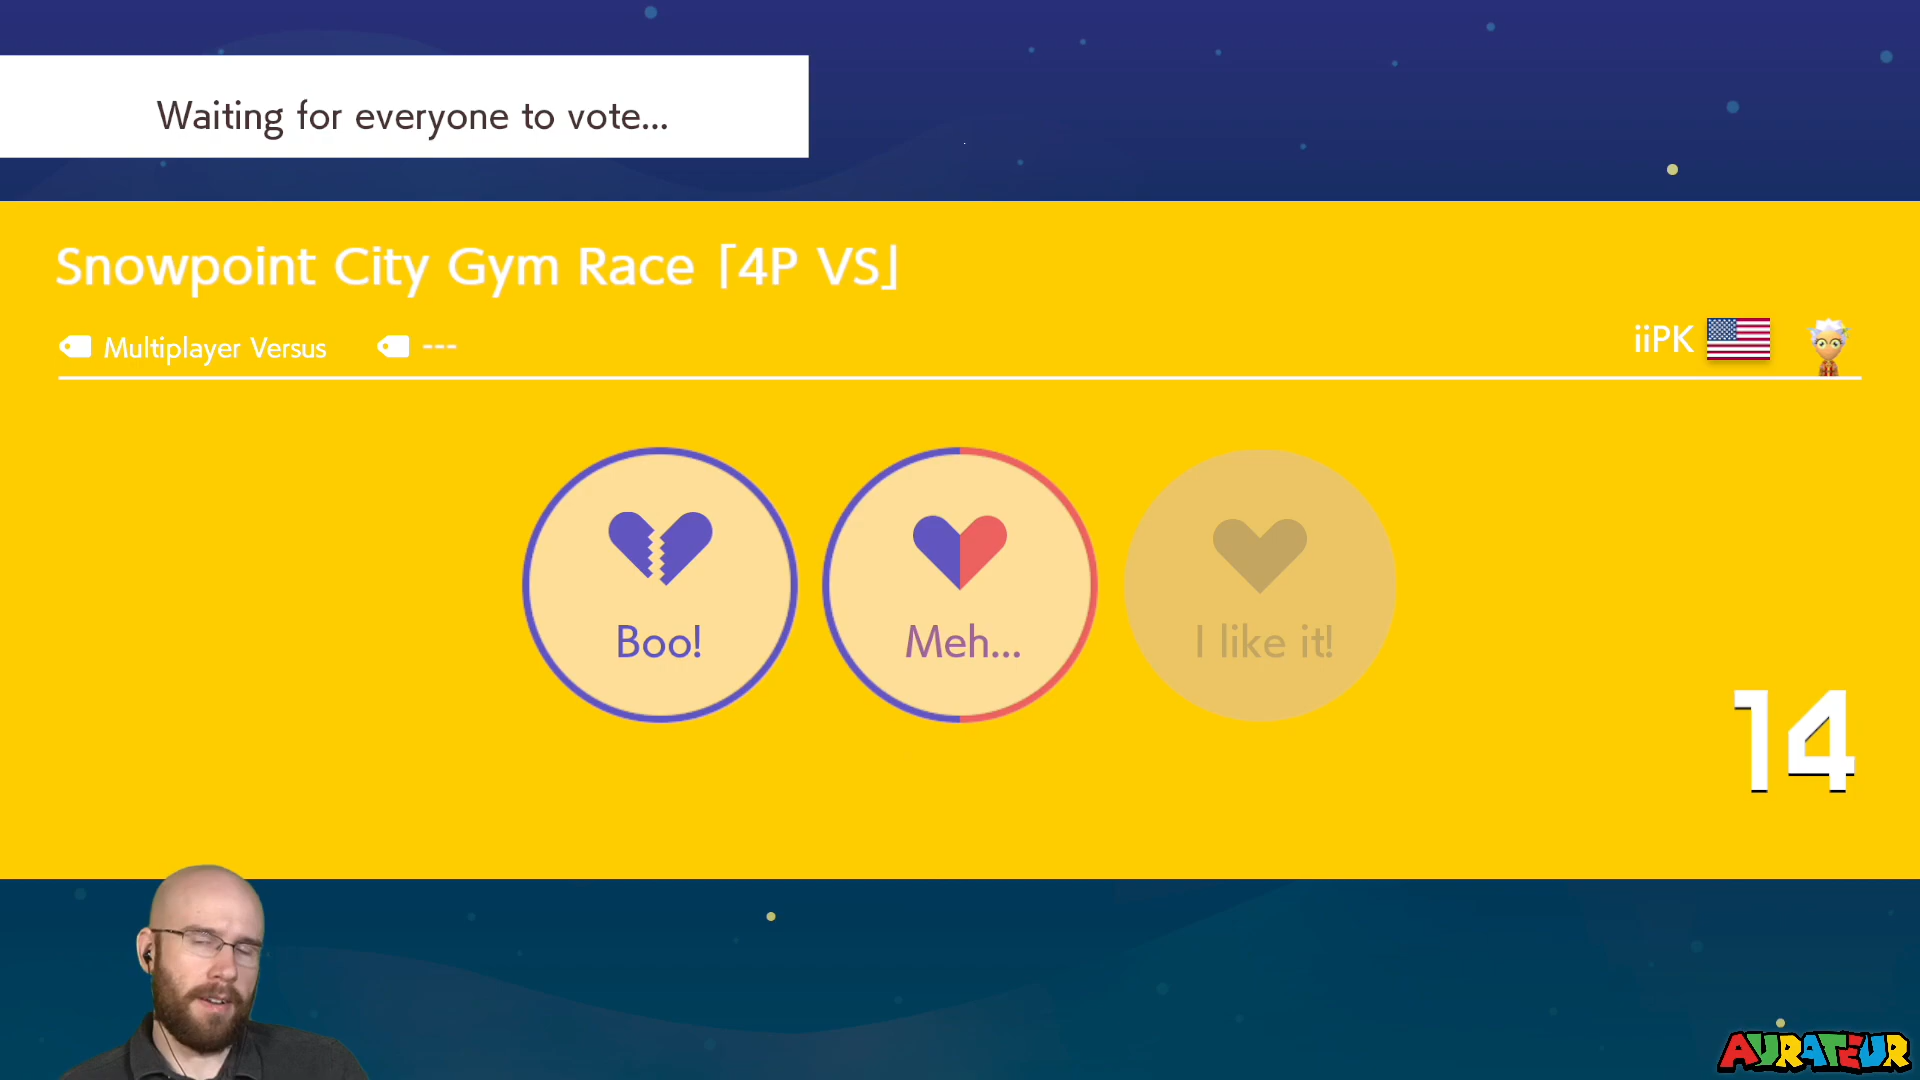 Waiting for everyone to vote...
Snowpoint City Gym Race ｢4P VS｣
Multiplayer Versus ---
iiPK
Boo!
Meh...
I like it!
14
AURATEUR